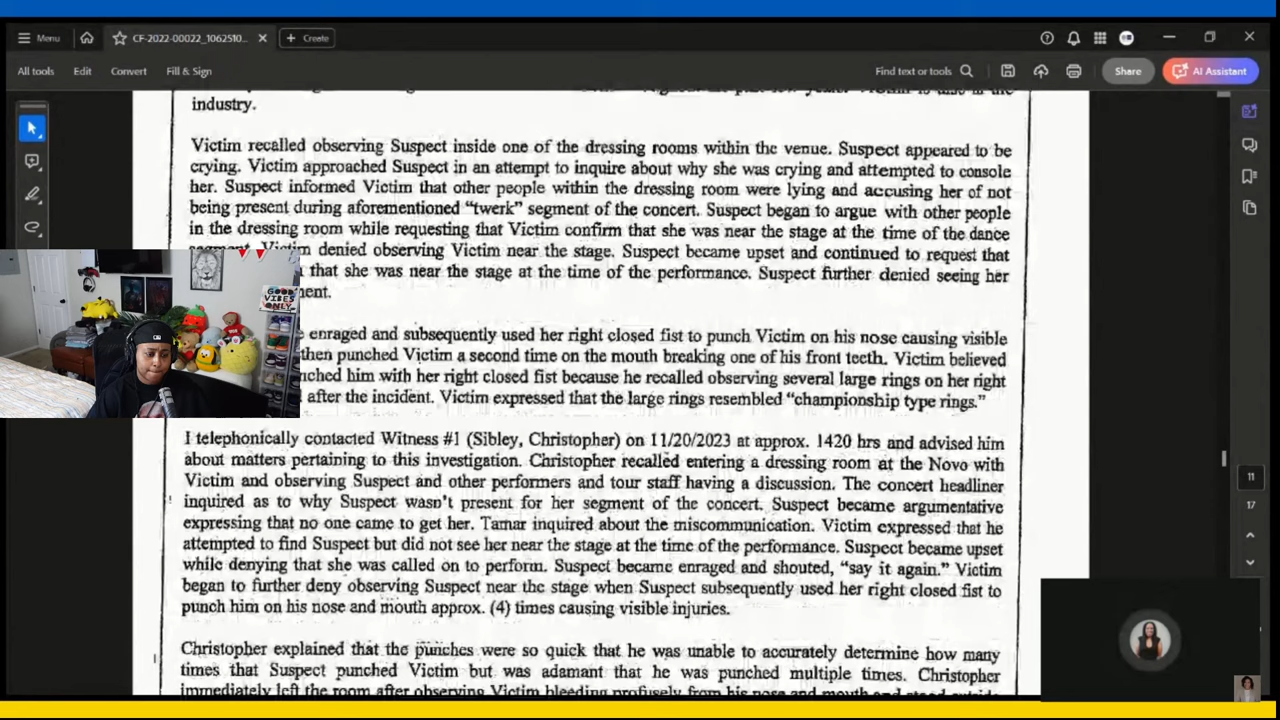 Menu
CF-2022-00022_1062510...
Create
All tools Edit Convert Fill & Sign
Find text or tools
Share
AI Assistant
industry.
Victim recalled observing Suspect inside one of the dressing rooms within the venue. Suspect appeared to be
crying. Victim approached Suspect in an attempt to inquire about why she was crying and attempted to console
her. Suspect informed Victim that other people within the dressing room were lying and accusing her of not
being present during aforementioned “twerk” segment of the concert. Suspect began to argue with other people
in the dressing room while requesting that Victim confirm that she was near the stage at the time of the dance
Victim denied observing Victim near the stage. Suspect became upset and continued to request that
that she was near the stage at the time of the performance. Suspect further denied seeing her
enraged and subsequently used her right closed fist to punch Victim on his nose causing visible
then punched Victim a second time on the mouth breaking one of his front teeth. Victim believed
him with her right closed fist because he recalled observing several large rings on her right
after the incident. Victim expressed that the large rings resembled “championship type rings.”
I telephonically contacted Witness #1 (Sibley, Christopher) on 11/20/2023 at approx. 1420 hrs and advised him
about matters pertaining to this investigation. Christopher recalled entering a dressing room at the Novo with
Victim and observing Suspect and other performers and tour staff having a discussion. The concert headliner
inquired as to why Suspect wasn't present for her segment of the concert. Suspect became argumentative
expressing that no one came to get her. Tamar inquired about the miscommunication. Victim expressed that he
attempted to find Suspect but did not see her near the stage at the time of the performance. Suspect became upset
while denying that she was called on to perform. Suspect became enraged and shouted, “say it again.” Victim
began to further deny observing Suspect near the stage when Suspect subsequently used her right closed fist to
punch him on his nose and mouth approx. (4) times causing visible injuries.
Christopher explained that the punches were so quick that he was unable to accurately determine how many
times that Suspect punched Victim but was adamant that he was punched multiple times. Christopher
immediately left the room after observing Victim bleeding profusely from his nose and mouth and stood outside
GOOD
VIBES
ONLY
11
17